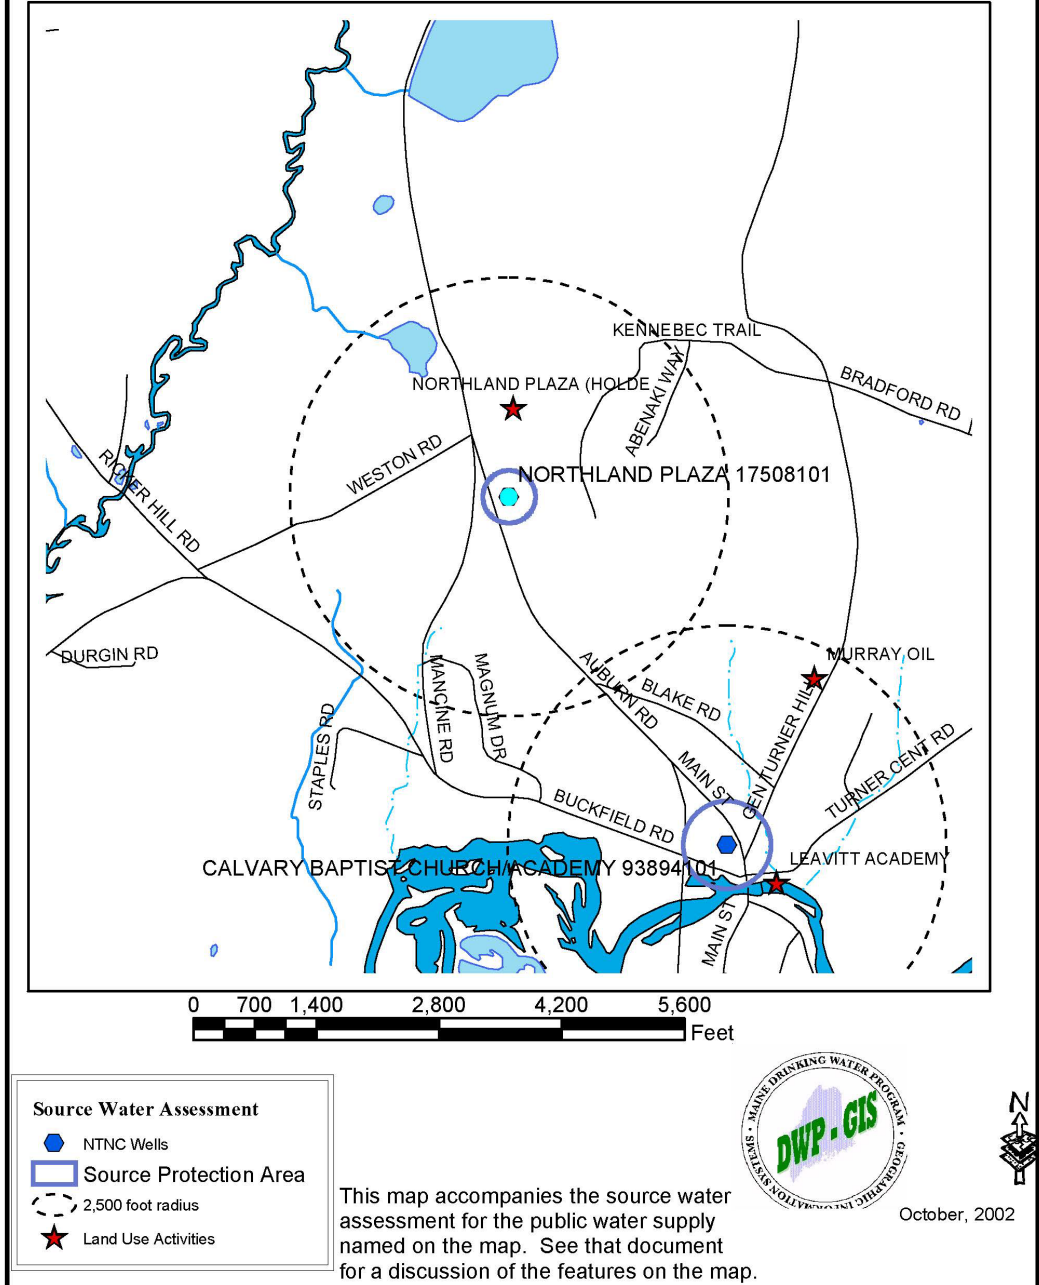 KENNEBEC TRAIL
BRADFORD RD
NORTHLAND PLAZA (HOLDE
ABENAKI WAY
WESTON RD
NORTHLAND PLAZA 17508101
RICKER HILL RD
DURGIN RD
MURRAY OIL
AUBURN RD
BLAKE RD
MANCINE RD
MAGNUM DR
STAPLES RD
GEN TURNER HILL
TURNER CENT RD
MAIN ST
BUCKFIELD RD
LEAVITT ACADEMY
CALVARY BAPTIST CHURCH/ACADEMY 93894101
MAIN ST
0 700 1,400 2,800 4,200 5,600
Feet
Source Water Assessment
NTNC Wells
Source Protection Area
2,500 foot radius
Land Use Activities
This map accompanies the source water
assessment for the public water supply
named on the map. See that document
for a discussion of the features on the map.
MAINE DRINKING WATER PROGRAM •
GEOGRAPHIC INFORMATION SYSTEMS •
DWP - GIS
N
October, 2002